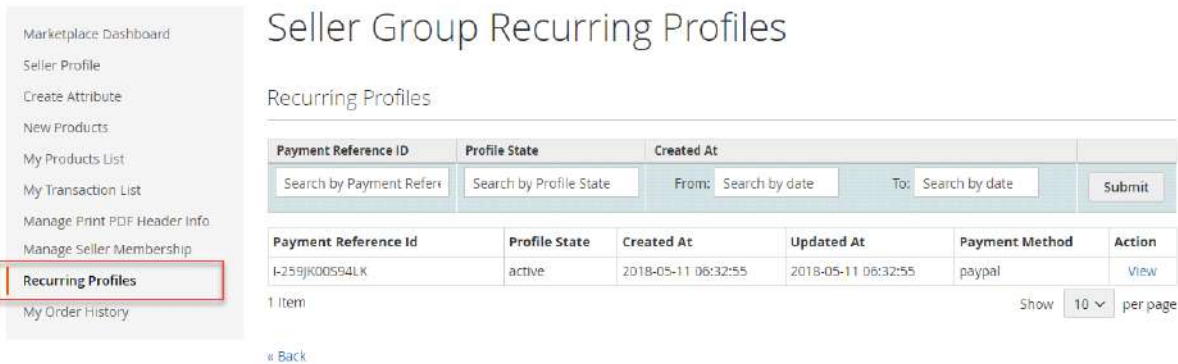 Marketplace Dashboard
Seller Profile
Create Attribute
New Products
My Products List
My Transaction List
Manage Print PDF Header Info
Manage Seller Membership
Recurring Profiles
My Order History
Seller Group Recurring Profiles
Recurring Profiles
Payment Reference ID Profile State Created At
Search by Payment Refere Search by Profile State From: Search by date To: Search by date Submit
Payment Reference Id Profile State Created At Updated At Payment Method Action
I-259JK00S94LK active 2018-05-11 06:32:55 2018-05-11 06:32:55 paypal View
1 Item Show 10 per page
« Back